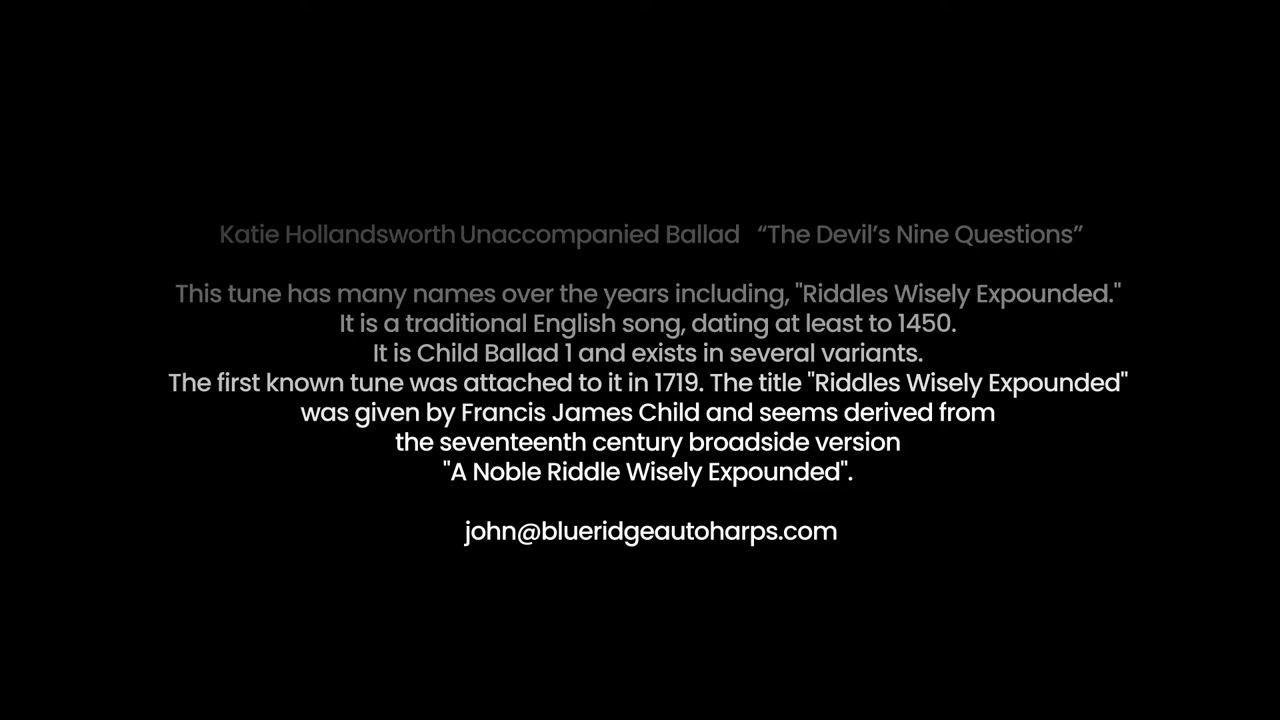 Katie Hollandsworth Unaccompanied Ballad “The Devil’s Nine Questions”
This tune has many names over the years including, "Riddles Wisely Expounded."
It is a traditional English song, dating at least to 1450.
It is Child Ballad 1 and exists in several variants.
The first known tune was attached to it in 1719. The title "Riddles Wisely Expounded"
was given by Francis James Child and seems derived from
the seventeenth century broadside version
"A Noble Riddle Wisely Expounded".
john@blueridgeautoharps.com